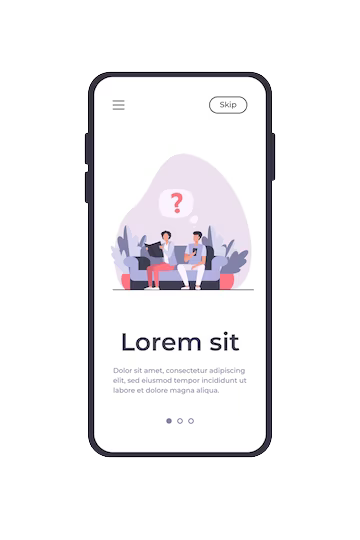 Skip
?
Lorem sit
Dolor sit amet, consectetur adipiscing
elit, sed eiusmod tempor incididunt ut
labore et dolore magna aliqua.